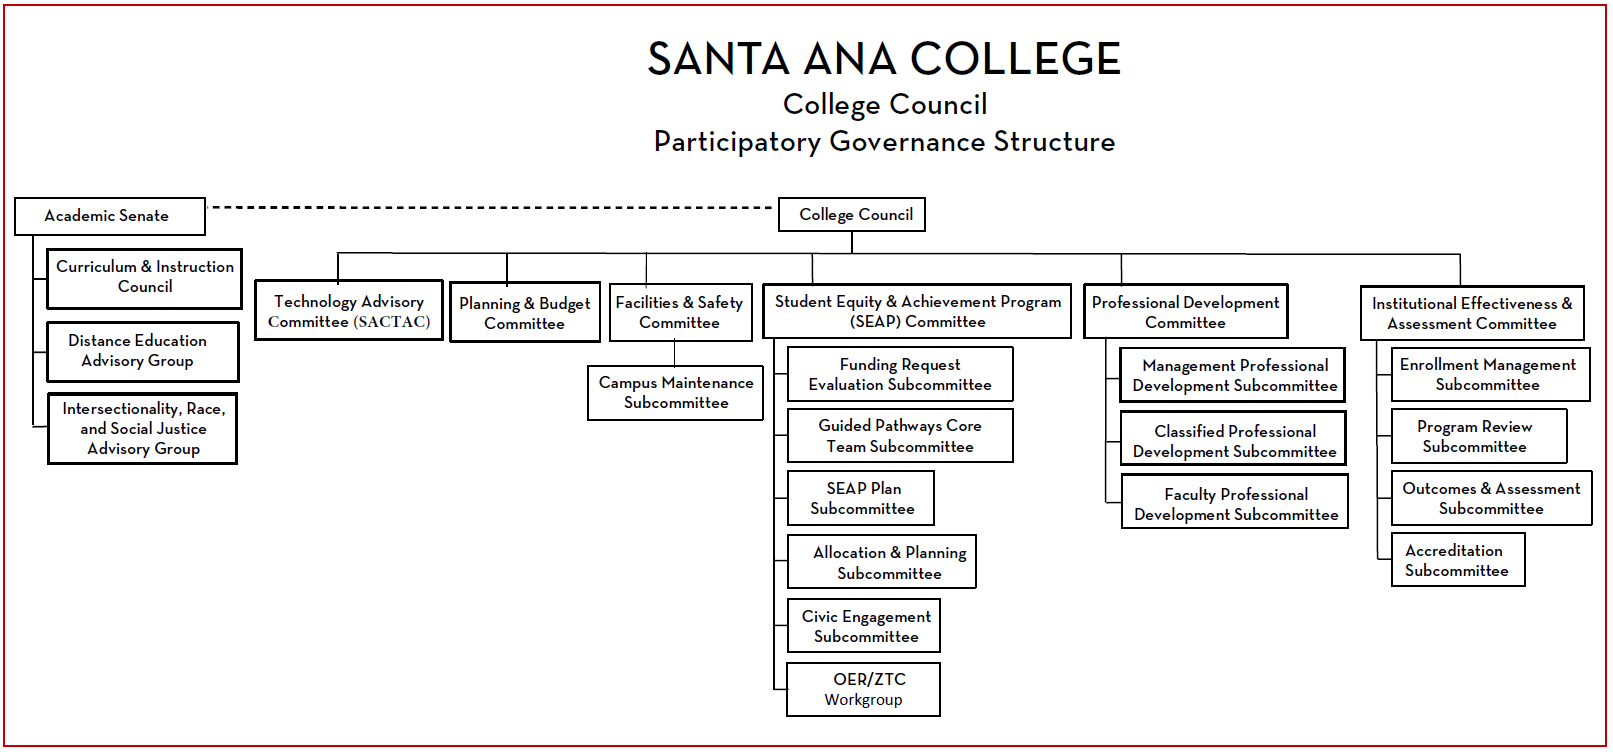 SANTA ANA COLLEGE
College Council
Participatory Governance Structure
Academic Senate
College Council
Curriculum & Instruction
Council
Distance Education
Advisory Group
Intersectionality, Race,
and Social Justice
Advisory Group
Technology Advisory
Committee (SACTAC)
Planning & Budget
Committee
Facilities & Safety
Committee
Campus Maintenance
Subcommittee
Student Equity & Achievement Program
(SEAP) Committee
Funding Request
Evaluation Subcommittee
Guided Pathways Core
Team Subcommittee
SEAP Plan
Subcommittee
Allocation & Planning
Subcommittee
Civic Engagement
Subcommittee
OER/ZTC
Workgroup
Professional Development
Committee
Management Professional
Development Subcommittee
Classified Professional
Development Subcommittee
Faculty Professional
Development Subcommittee
Institutional Effectiveness &
Assessment Committee
Enrollment Management
Subcommittee
Program Review
Subcommittee
Outcomes & Assessment
Subcommittee
Accreditation
Subcommittee